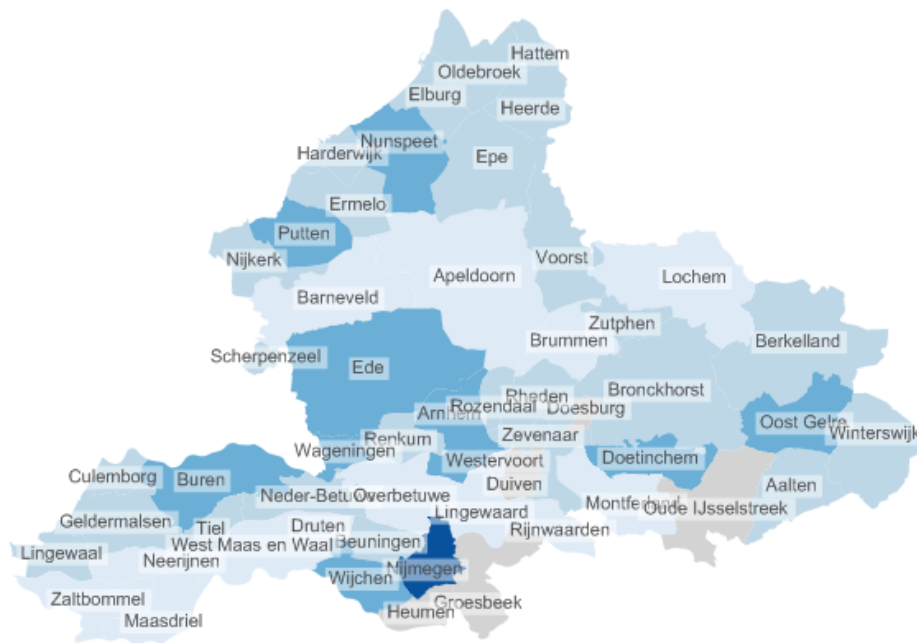 Hattem
Oldebroek
Elburg
Heerde
Nunspeet
Harderwijk
Epe
Ermelo
Putten
Nijkerk
Voorst
Apeldoorn
Lochem
Barneveld
Zutphen
Brummen
Berkelland
Scherpenzeel
Ede
Bronckhorst
Rheden
Rozendaal
Doesburg
Arnhem
Oost Gelre
Winterswijk
Renkum
Zevenaar
Wageningen
Westervoort
Doetinchem
Culemborg
Buren
Duiven
Aalten
Neder-Betuwe
Overbetuwe
Montferland
Oude IJsselstreek
Geldermalsen
Lingewaard
Tiel
Druten
Rijnwaarden
West Maas en Waal
Beuningen
Lingewaal
Neerijnen
Nijmegen
Wijchen
Zaltbommel
Groesbeek
Heumen
Maasdriel